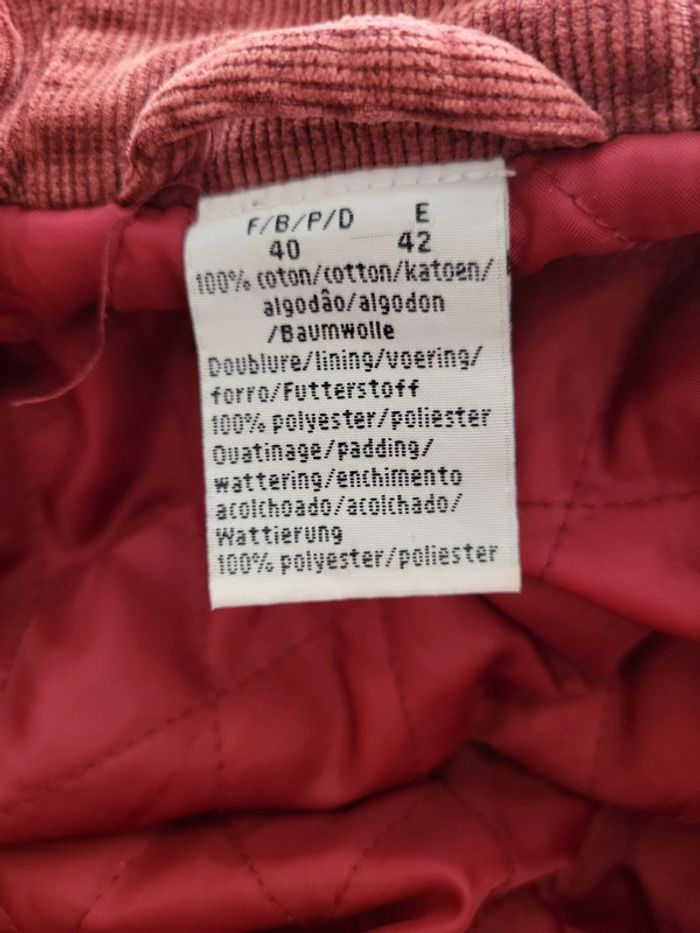 F/B/P/D E
40 42
100% coton/cotton/katoen/
algodâo/algodon
/Baumwolle
Doublure/lining/voering/
forro/Futterstoff
100% polyester/poliester
Ouatinage/padding/
wattering/enchimento
acolchoado/acolchado/
Wattierung
100% polyester/poliester